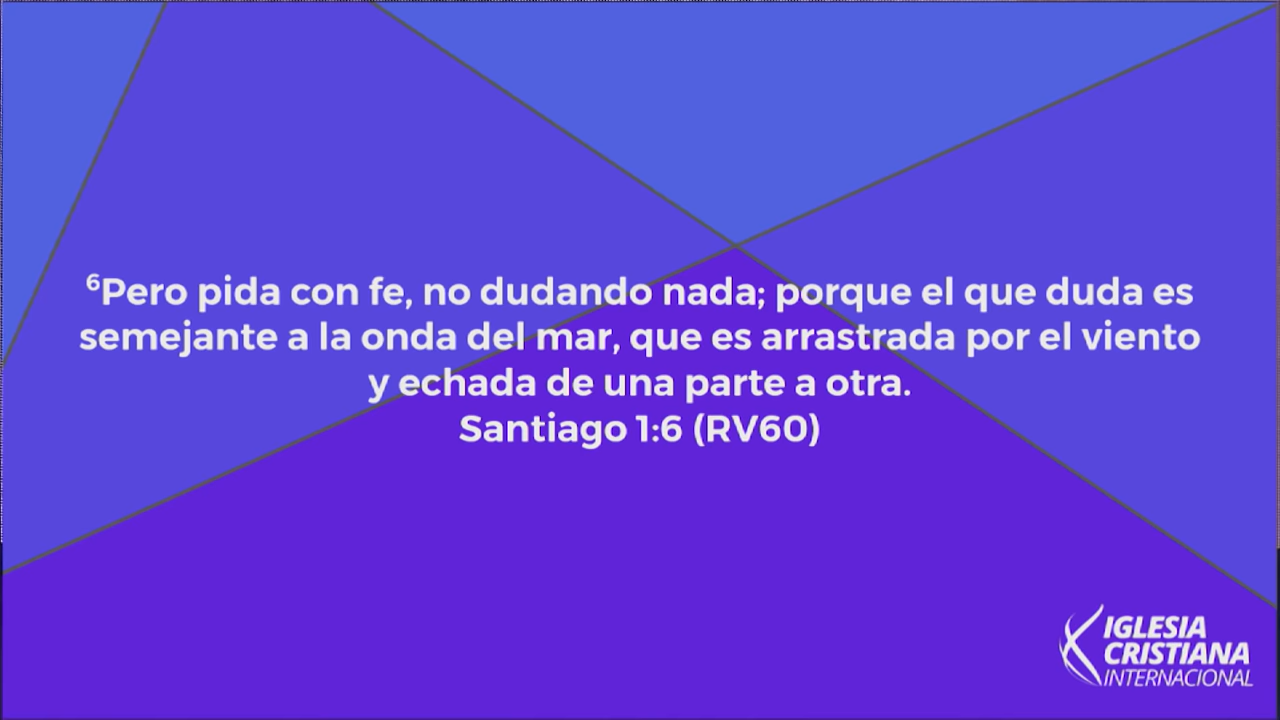 ⁶Pero pida con fe, no dudando nada; porque el que duda es
semejante a la onda del mar, que es arrastrada por el viento
y echada de una parte a otra.
Santiago 1:6 (RV60)
IGLESIA
CRISTIANA
INTERNACIONAL